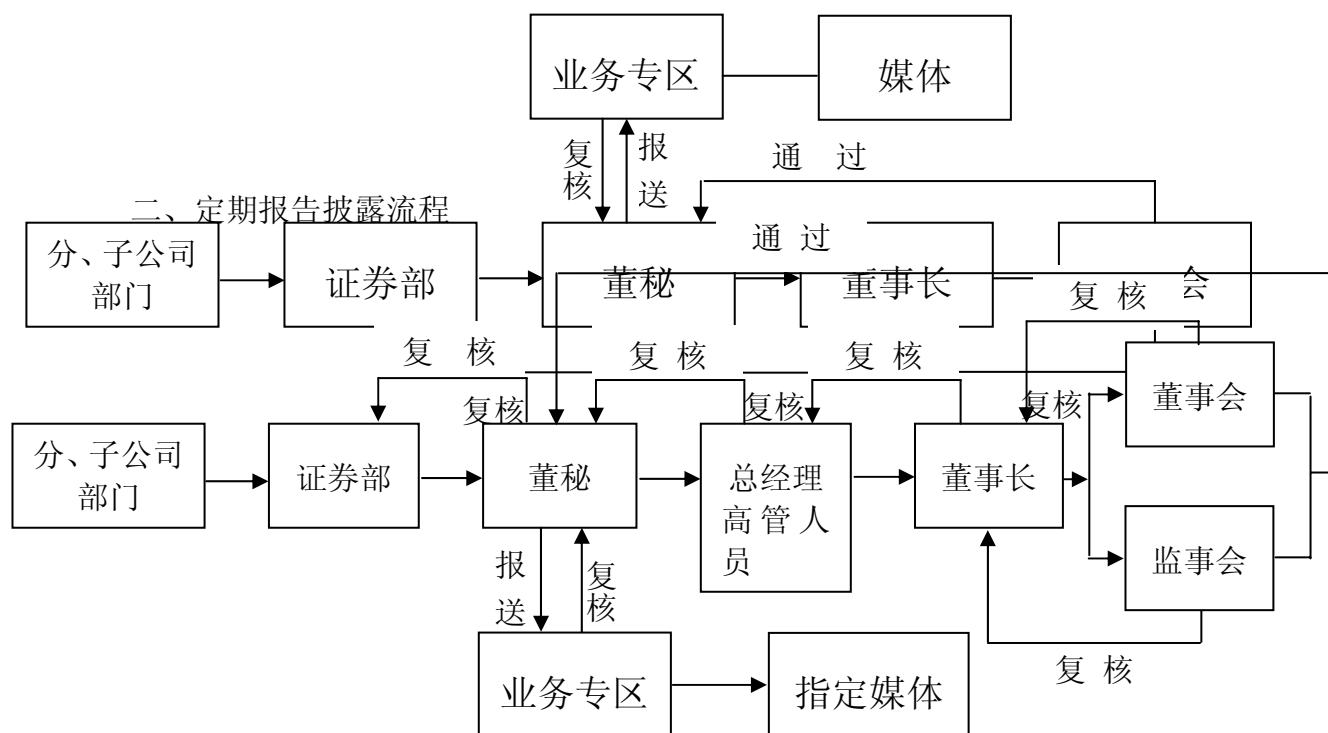 业务专区
媒体
复核
报送
通 过
二、定期报告披露流程
分、子公司
部门
证券部
董秘
通 过
董事长
会
复 核
复 核
复 核
复 核
复核
复核
复核
分、子公司
部门
证券部
董秘
总经理
高管人
员
董事长
董事会
监事会
报送
复核
复 核
业务专区
指定媒体